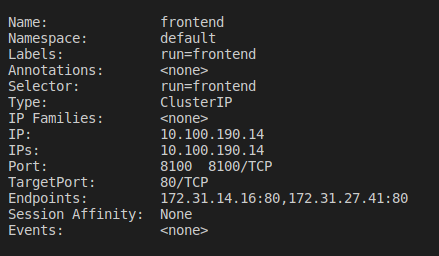 Name:              frontend
Namespace:         default
Labels:            run=frontend
Annotations:       <none>
Selector:          run=frontend
Type:              ClusterIP
IP Families:       <none>
IP:                10.100.190.14
IPs:               10.100.190.14
Port:              8100  8100/TCP
TargetPort:        80/TCP
Endpoints:         172.31.14.16:80,172.31.27.41:80
Session Affinity:  None
Events:            <none>